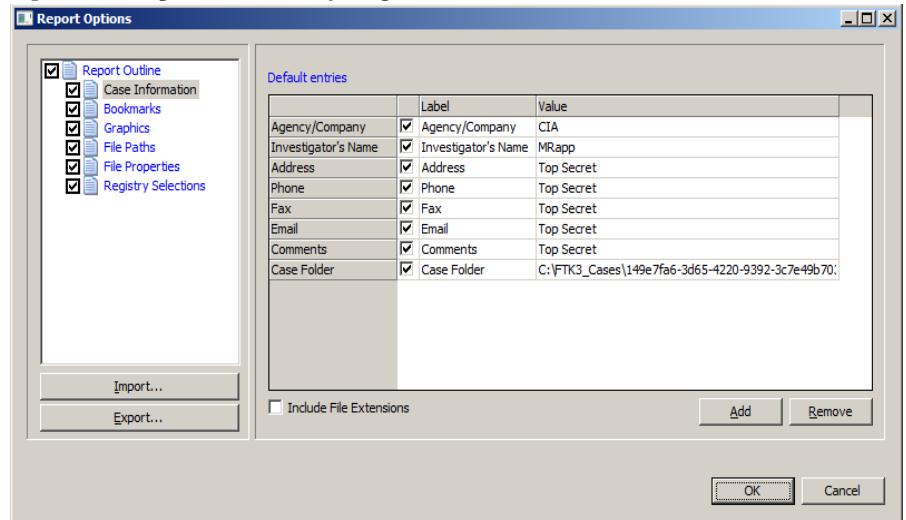 Report Options
Report Outline
Case Information
Bookmarks
Graphics
File Paths
File Properties
Registry Selections
Import...
Export...
Default entries
Label Value
Agency/Company Agency/Company CIA
Investigator's Name Investigator's Name MRapp
Address Address Top Secret
Phone Phone Top Secret
Fax Fax Top Secret
Email Email Top Secret
Comments Comments Top Secret
Case Folder Case Folder C:\FTK3_Cases\149e7fa6-3d65-4220-9392-3c7e49b70
Include File Extensions
Add Remove
OK Cancel